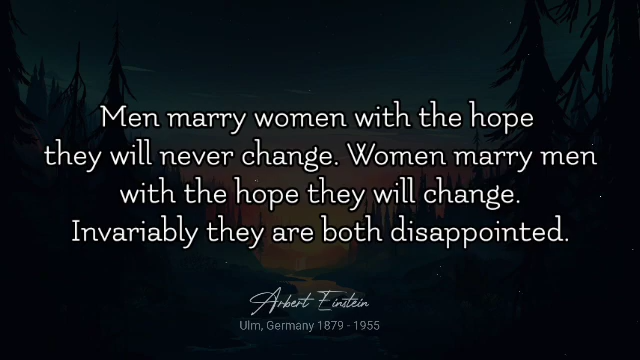 Men marry women with the hope
they will never change. Women marry men
with the hope they will change.
Invariably they are both disappointed.
Arbert Einstein
Ulm, Germany 1879 - 1955